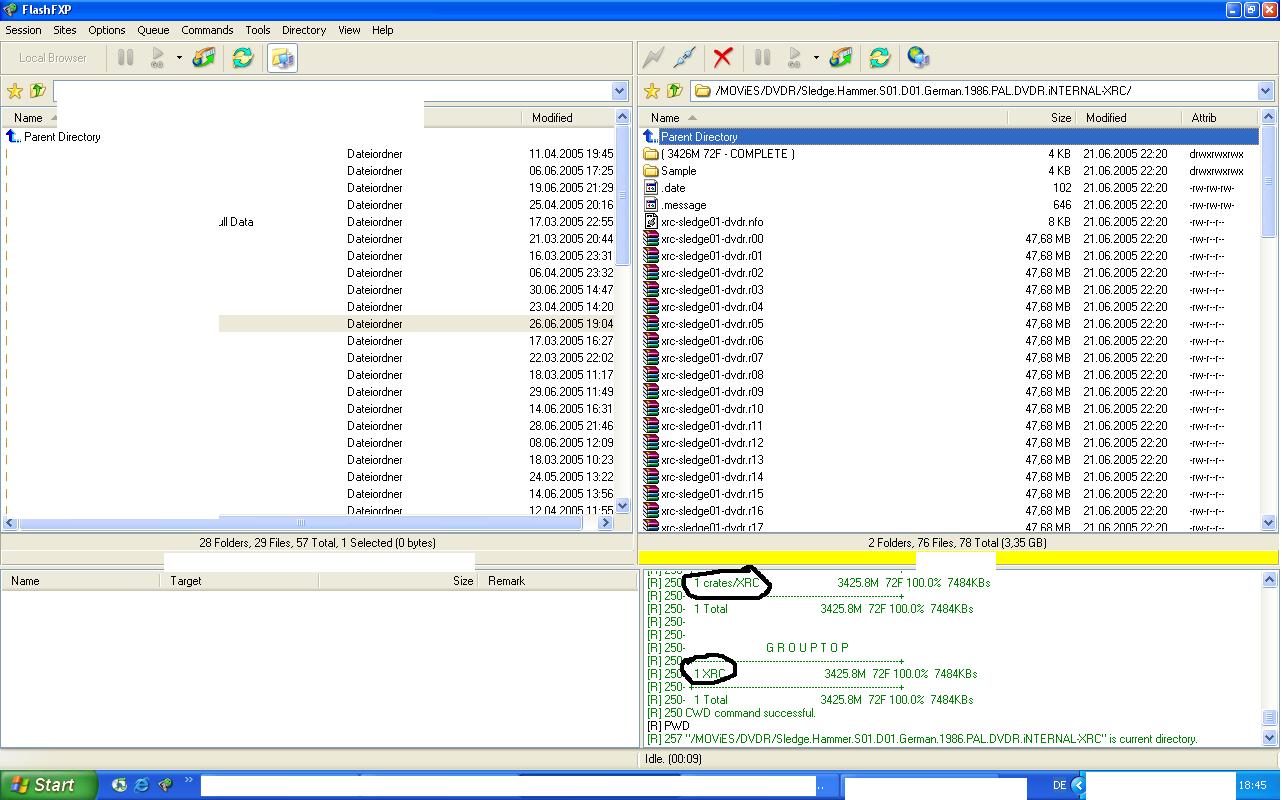 FlashFXP
Session Sites Options Queue Commands Tools Directory View Help
Local Browser
/MOViES/DVDR/Sledge.Hammer.S01.D01.German.1986.PAL.DVDR.iNTERNAL-XRC/
Name Modified
Parent Directory
Dateiordner 11.04.2005 19:45
Dateiordner 06.06.2005 17:25
Dateiordner 19.06.2005 21:29
Dateiordner 25.04.2005 20:16
ull Data Dateiordner 17.03.2005 22:55
Dateiordner 21.03.2005 20:44
Dateiordner 16.03.2005 23:31
Dateiordner 06.04.2005 23:32
Dateiordner 30.06.2005 14:47
Dateiordner 23.04.2005 14:20
Dateiordner 26.06.2005 19:04
Dateiordner 17.03.2005 16:27
Dateiordner 22.03.2005 22:02
Dateiordner 18.03.2005 11:17
Dateiordner 29.06.2005 11:49
Dateiordner 14.06.2005 16:31
Dateiordner 28.06.2005 21:46
Dateiordner 08.06.2005 12:09
Dateiordner 18.03.2005 10:23
Dateiordner 24.05.2005 13:22
Dateiordner 14.06.2005 13:56
Dateiordner 12.04.2005 11:55
28 Folders, 29 Files, 57 Total, 1 Selected (0 bytes)
Name Size Modified Attrib
Parent Directory
( 3426M 72F - COMPLETE ) 4 KB 21.06.2005 22:20 drwxrwxrwx
Sample 4 KB 21.06.2005 22:20 drwxrwxrwx
.date 102 21.06.2005 22:20 -rw-rw-rw-
.message 646 21.06.2005 22:20 -rw-rw-rw-
xrc-sledge01-dvdr.nfo 8 KB 21.06.2005 22:20 -rw-r--r--
xrc-sledge01-dvdr.r00 47,68 MB 21.06.2005 22:20 -rw-r--r--
xrc-sledge01-dvdr.r01 47,68 MB 21.06.2005 22:20 -rw-r--r--
xrc-sledge01-dvdr.r02 47,68 MB 21.06.2005 22:20 -rw-r--r--
xrc-sledge01-dvdr.r03 47,68 MB 21.06.2005 22:20 -rw-r--r--
xrc-sledge01-dvdr.r04 47,68 MB 21.06.2005 22:20 -rw-r--r--
xrc-sledge01-dvdr.r05 47,68 MB 21.06.2005 22:20 -rw-r--r--
xrc-sledge01-dvdr.r06 47,68 MB 21.06.2005 22:20 -rw-r--r--
xrc-sledge01-dvdr.r07 47,68 MB 21.06.2005 22:20 -rw-r--r--
xrc-sledge01-dvdr.r08 47,68 MB 21.06.2005 22:20 -rw-r--r--
xrc-sledge01-dvdr.r09 47,68 MB 21.06.2005 22:20 -rw-r--r--
xrc-sledge01-dvdr.r10 47,68 MB 21.06.2005 22:20 -rw-r--r--
xrc-sledge01-dvdr.r11 47,68 MB 21.06.2005 22:20 -rw-r--r--
xrc-sledge01-dvdr.r12 47,68 MB 21.06.2005 22:20 -rw-r--r--
xrc-sledge01-dvdr.r13 47,68 MB 21.06.2005 22:20 -rw-r--r--
xrc-sledge01-dvdr.r14 47,68 MB 21.06.2005 22:20 -rw-r--r--
xrc-sledge01-dvdr.r15 47,68 MB 21.06.2005 22:20 -rw-r--r--
xrc-sledge01-dvdr.r16 47,68 MB 21.06.2005 22:20 -rw-r--r--
xrc-sledge01-dvdr.r17 47,68 MB 21.06.2005 22:20 -rw-r--r--
2 Folders, 76 Files, 78 Total (3,35 GB)
Name Target Size Remark
[R] 250-
[R] 250- 1 crates/XRC 3425.8M 72F 100.0% 7484KBs
[R] 250- +---------------------------------------------------------+
[R] 250- 1 Total 3425.8M 72F 100.0% 7484KBs
[R] 250-
[R] 250-
[R] 250- G R O U P T O P
[R] 250- +---------------------------------------------------------+
[R] 250- 1 XRC 3425.8M 72F 100.0% 7484KBs
[R] 250- +---------------------------------------------------------+
[R] 250- 1 Total 3425.8M 72F 100.0% 7484KBs
[R] 250 CWD command successful.
[R] PWD
[R] 257 "/MOViES/DVDR/Sledge.Hammer.S01.D01.German.1986.PAL.DVDR.iNTERNAL-XRC" is current directory.
Idle. (00:09)
Start
..
DE
18:45